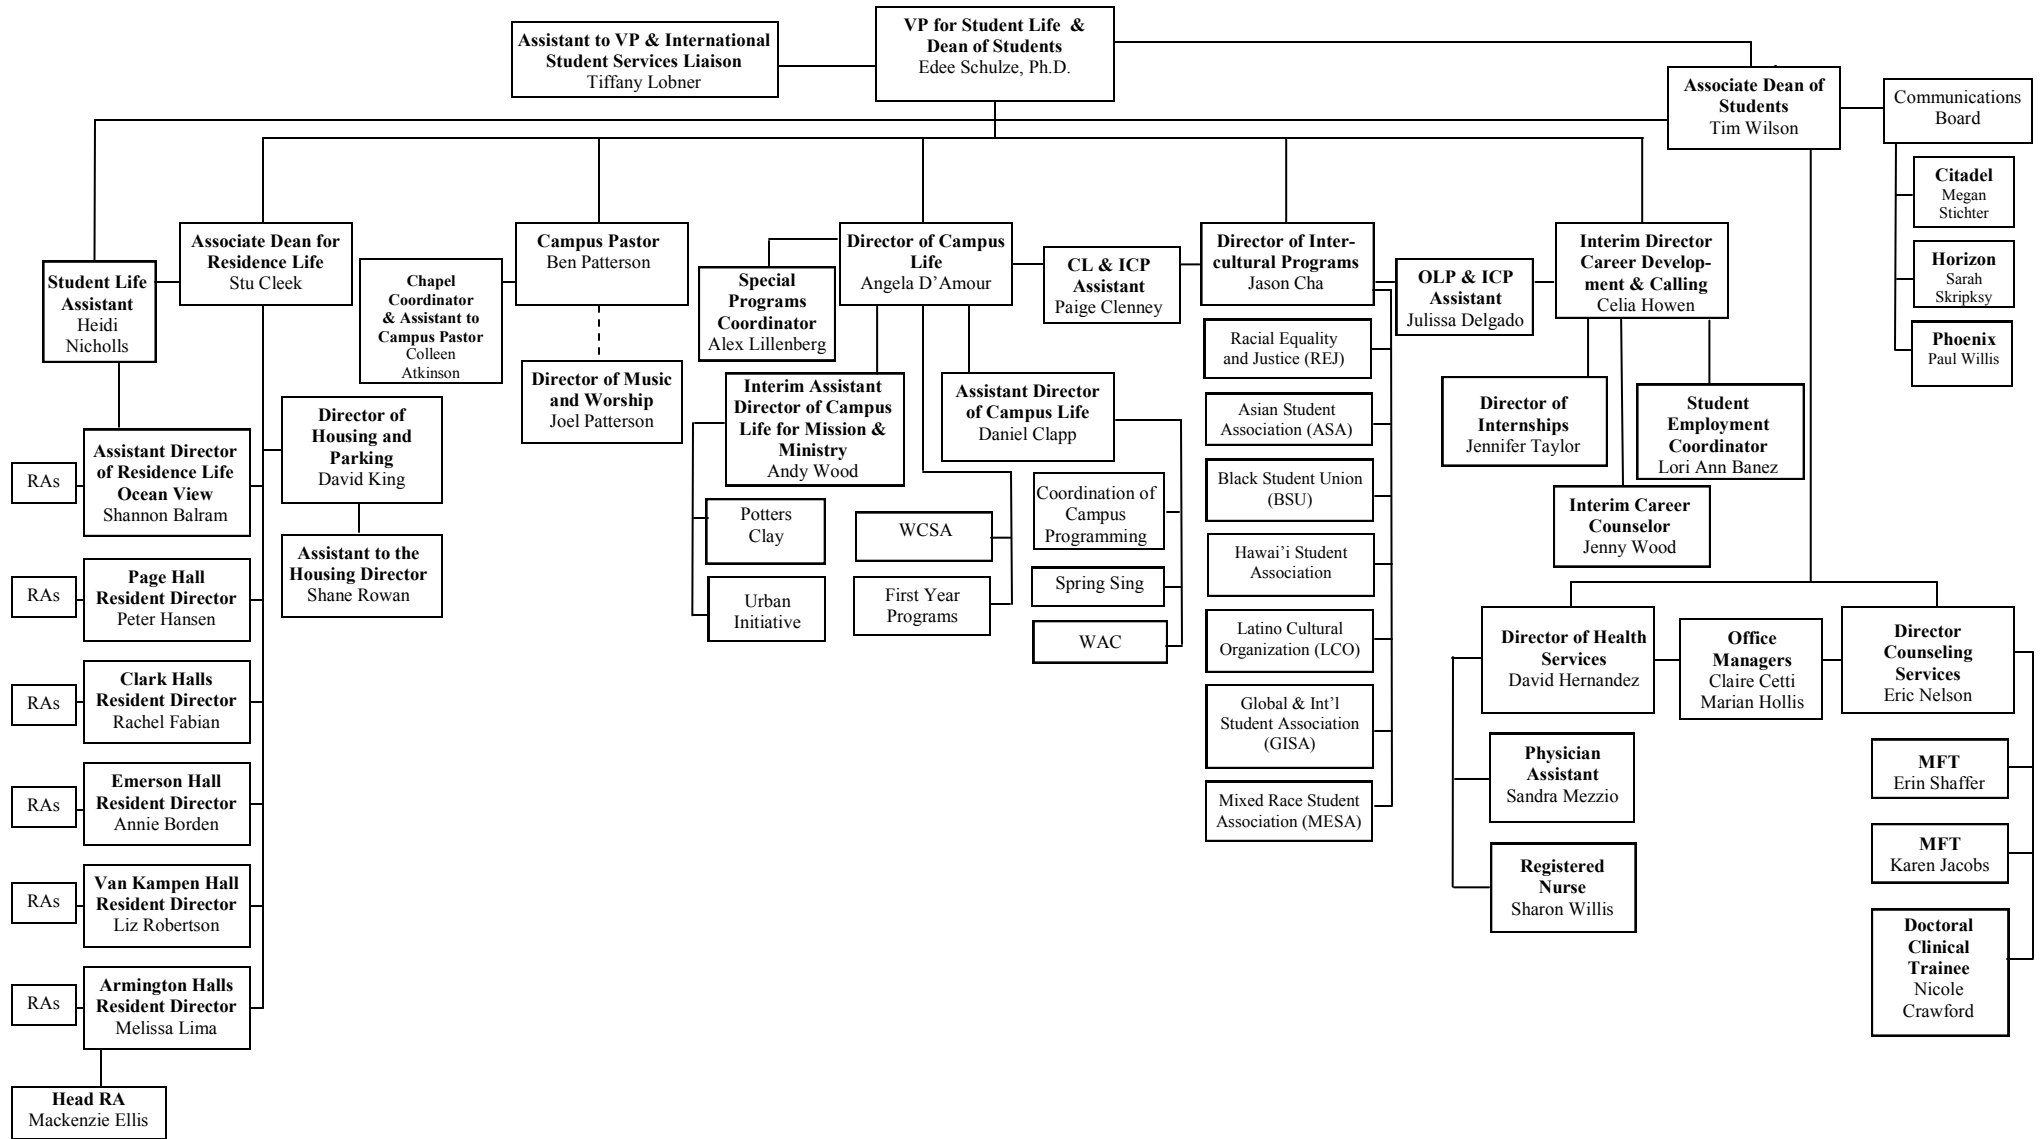 VP for Student Life &
Dean of Students
Edee Schulze, Ph.D.
Assistant to VP & International
Student Services Liaison
Tiffany Lobner
Associate Dean of
Students
Tim Wilson
Communications
Board
Citadel
Megan
Stichter
Horizon
Sarah
Skripksy
Phoenix
Paul Willis
Student Life
Assistant
Heidi
Nicholls
Associate Dean for
Residence Life
Stu Cleek
Chapel
Coordinator
& Assistant to
Campus Pastor
Colleen
Atkinson
Campus Pastor
Ben Patterson
Director of Music
and Worship
Joel Patterson
Special
Programs
Coordinator
Alex Lillenberg
Director of Campus
Life
Angela D’Amour
CL & ICP
Assistant
Paige Clenney
Director of Inter-
cultural Programs
Jason Cha
OLP & ICP
Assistant
Julissa Delgado
Interim Director
Career Develop-
ment & Calling
Celia Howen
Assistant Director
of Residence Life
Ocean View
Shannon Balram
RAs
Page Hall
Resident Director
Peter Hansen
RAs
Clark Halls
Resident Director
Rachel Fabian
RAs
Emerson Hall
Resident Director
Annie Borden
RAs
Van Kampen Hall
Resident Director
Liz Robertson
RAs
Armington Halls
Resident Director
Melissa Lima
RAs
Head RA
Mackenzie Ellis
Director of
Housing and
Parking
David King
Assistant to the
Housing Director
Shane Rowan
Interim Assistant
Director of Campus
Life for Mission &
Ministry
Andy Wood
Potters
Clay
Urban
Initiative
WCSA
First Year
Programs
Assistant Director
of Campus Life
Daniel Clapp
Coordination of
Campus
Programming
Spring Sing
WAC
Racial Equality
and Justice (REJ)
Asian Student
Association (ASA)
Black Student Union
(BSU)
Hawai’i Student
Association
Latino Cultural
Organization (LCO)
Global & Int’l
Student Association
(GISA)
Mixed Race Student
Association (MESA)
Director of
Internships
Jennifer Taylor
Student
Employment
Coordinator
Lori Ann Banez
Interim Career
Counselor
Jenny Wood
Director of Health
Services
David Hernandez
Office
Managers
Claire Cetti
Marian Hollis
Director
Counseling
Services
Eric Nelson
Physician
Assistant
Sandra Mezzio
Registered
Nurse
Sharon Willis
MFT
Erin Shaffer
MFT
Karen Jacobs
Doctoral
Clinical
Trainee
Nicole
Crawford